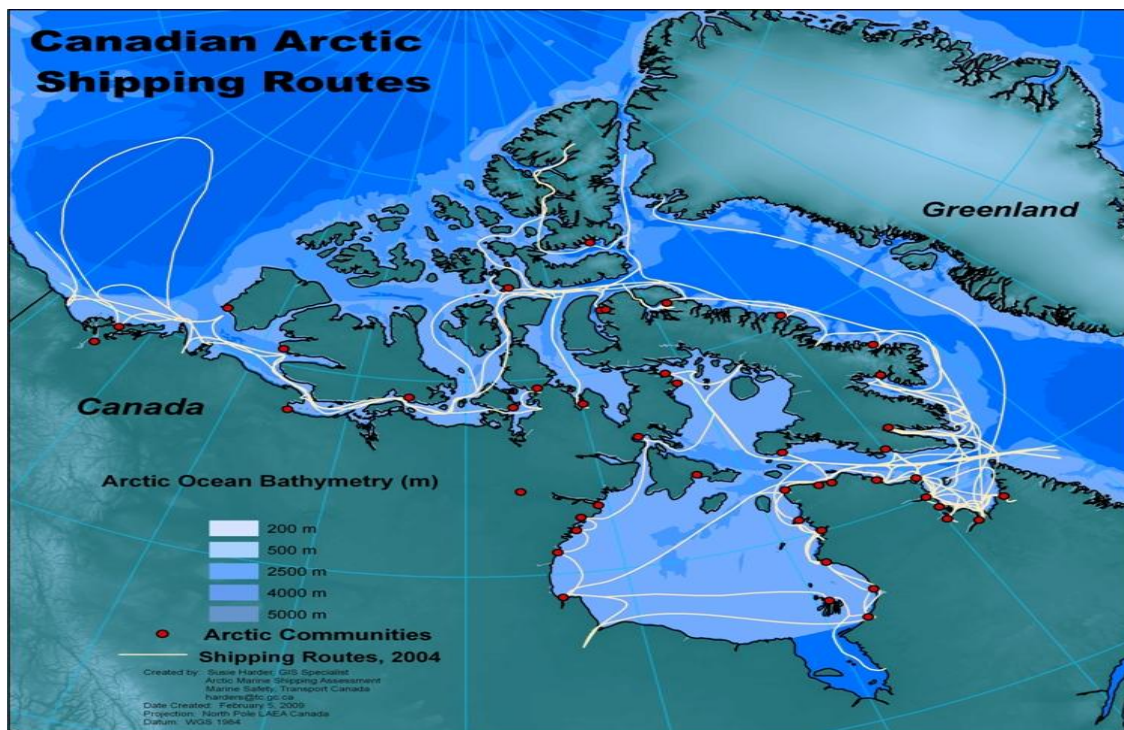 Canadian Arctic
Shipping Routes
Greenland
Canada
Arctic Ocean Bathymetry (m)
200 m
500 m
2500 m
4000 m
5000 m
Arctic Communities
Shipping Routes, 2004
Created by: Susie Harder, GIS Specialist
Arctic Marine Shipping Assessment
Marine Safety, Transport Canada
harders@tc.gc.ca
Date Created: February 5, 2009
Projection: North Pole LAEA Canada
Datum: WGS 1984